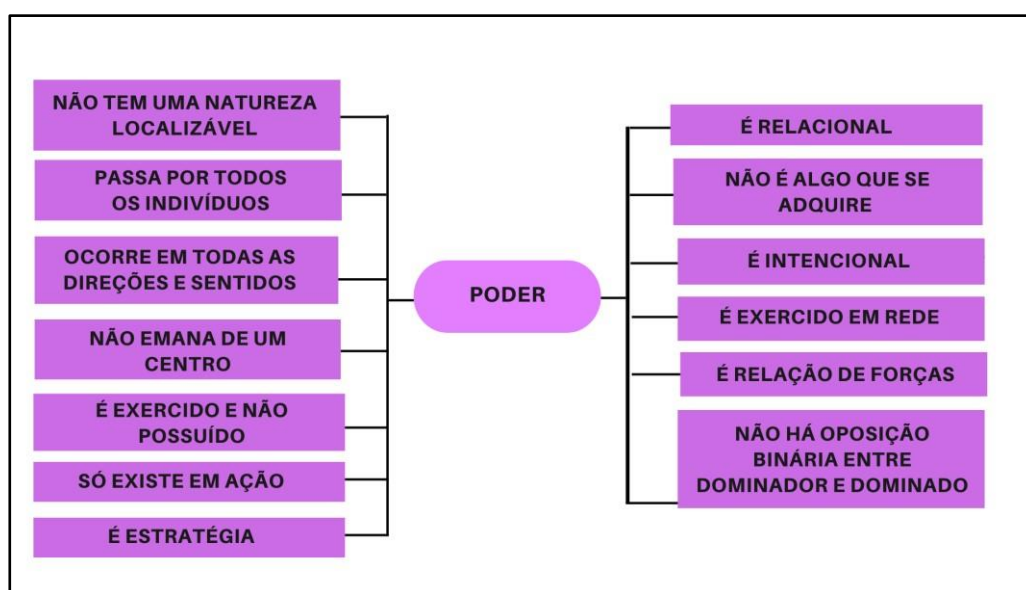 NÃO TEM UMA NATUREZA
LOCALIZÁVEL
PASSA POR TODOS
OS INDIVÍDUOS
OCORRE EM TODAS AS
DIREÇÕES E SENTIDOS
NÃO EMANA DE UM
CENTRO
É EXERCIDO E NÃO
POSSUÍDO
SÓ EXISTE EM AÇÃO
É ESTRATÉGIA
PODER
É RELACIONAL
NÃO É ALGO QUE SE
ADQUIRE
É INTENCIONAL
É EXERCIDO EM REDE
É RELAÇÃO DE FORÇAS
NÃO HÁ OPOSIÇÃO
BINÁRIA ENTRE
DOMINADOR E DOMINADO